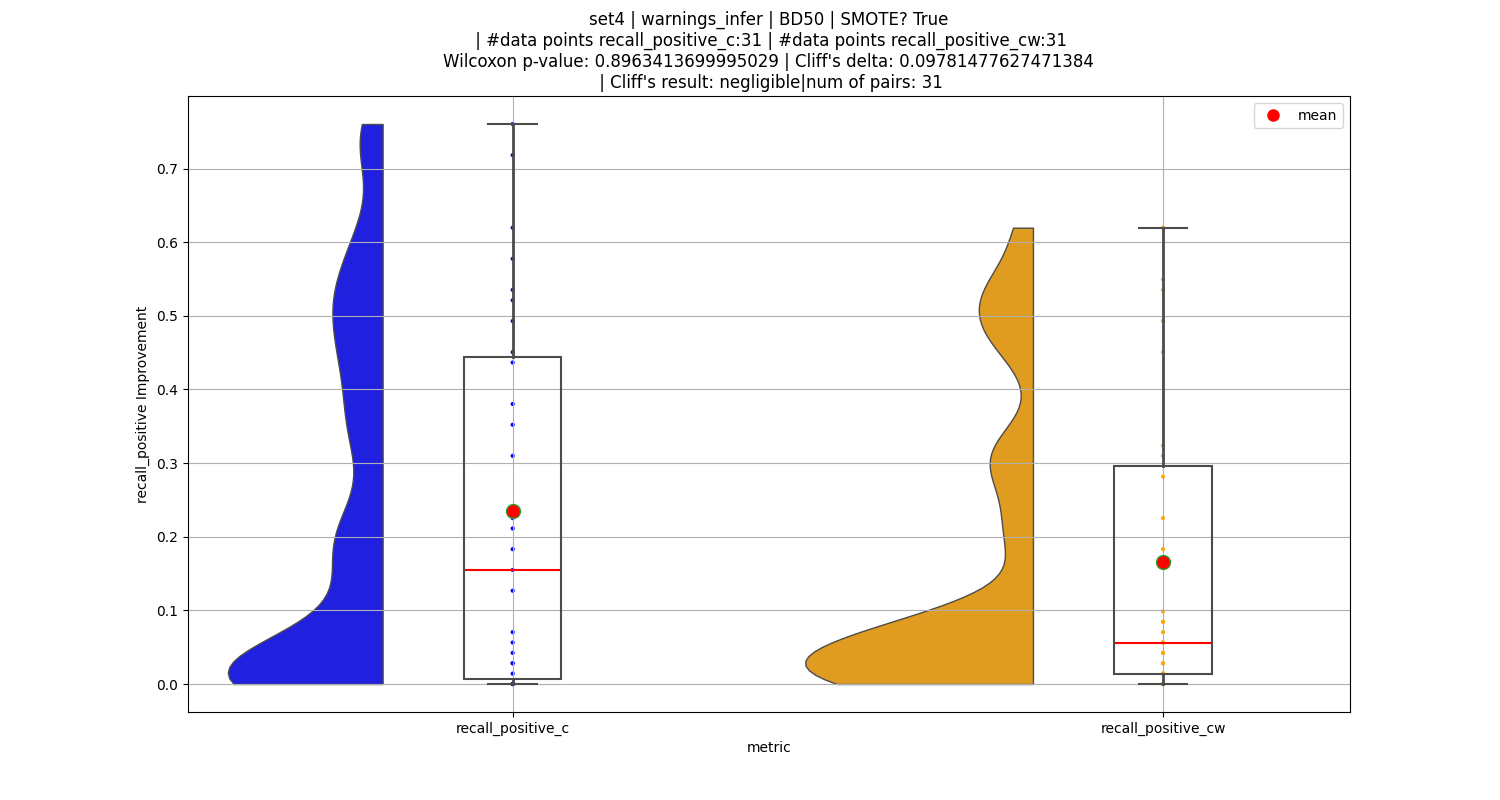 set4 | warnings_infer | BD50 | SMOTE? True
| #data points recall_positive_c:31 | #data points recall_positive_cw:31
Wilcoxon p-value: 0.8963413699995029 | Cliff's delta: 0.09781477627471384
| Cliff's result: negligible|num of pairs: 31
mean
0.7
0.6
0.5
0.4
0.3
0.2
0.1
0.0
recall_positive Improvement
recall_positive_c
recall_positive_cw
metric